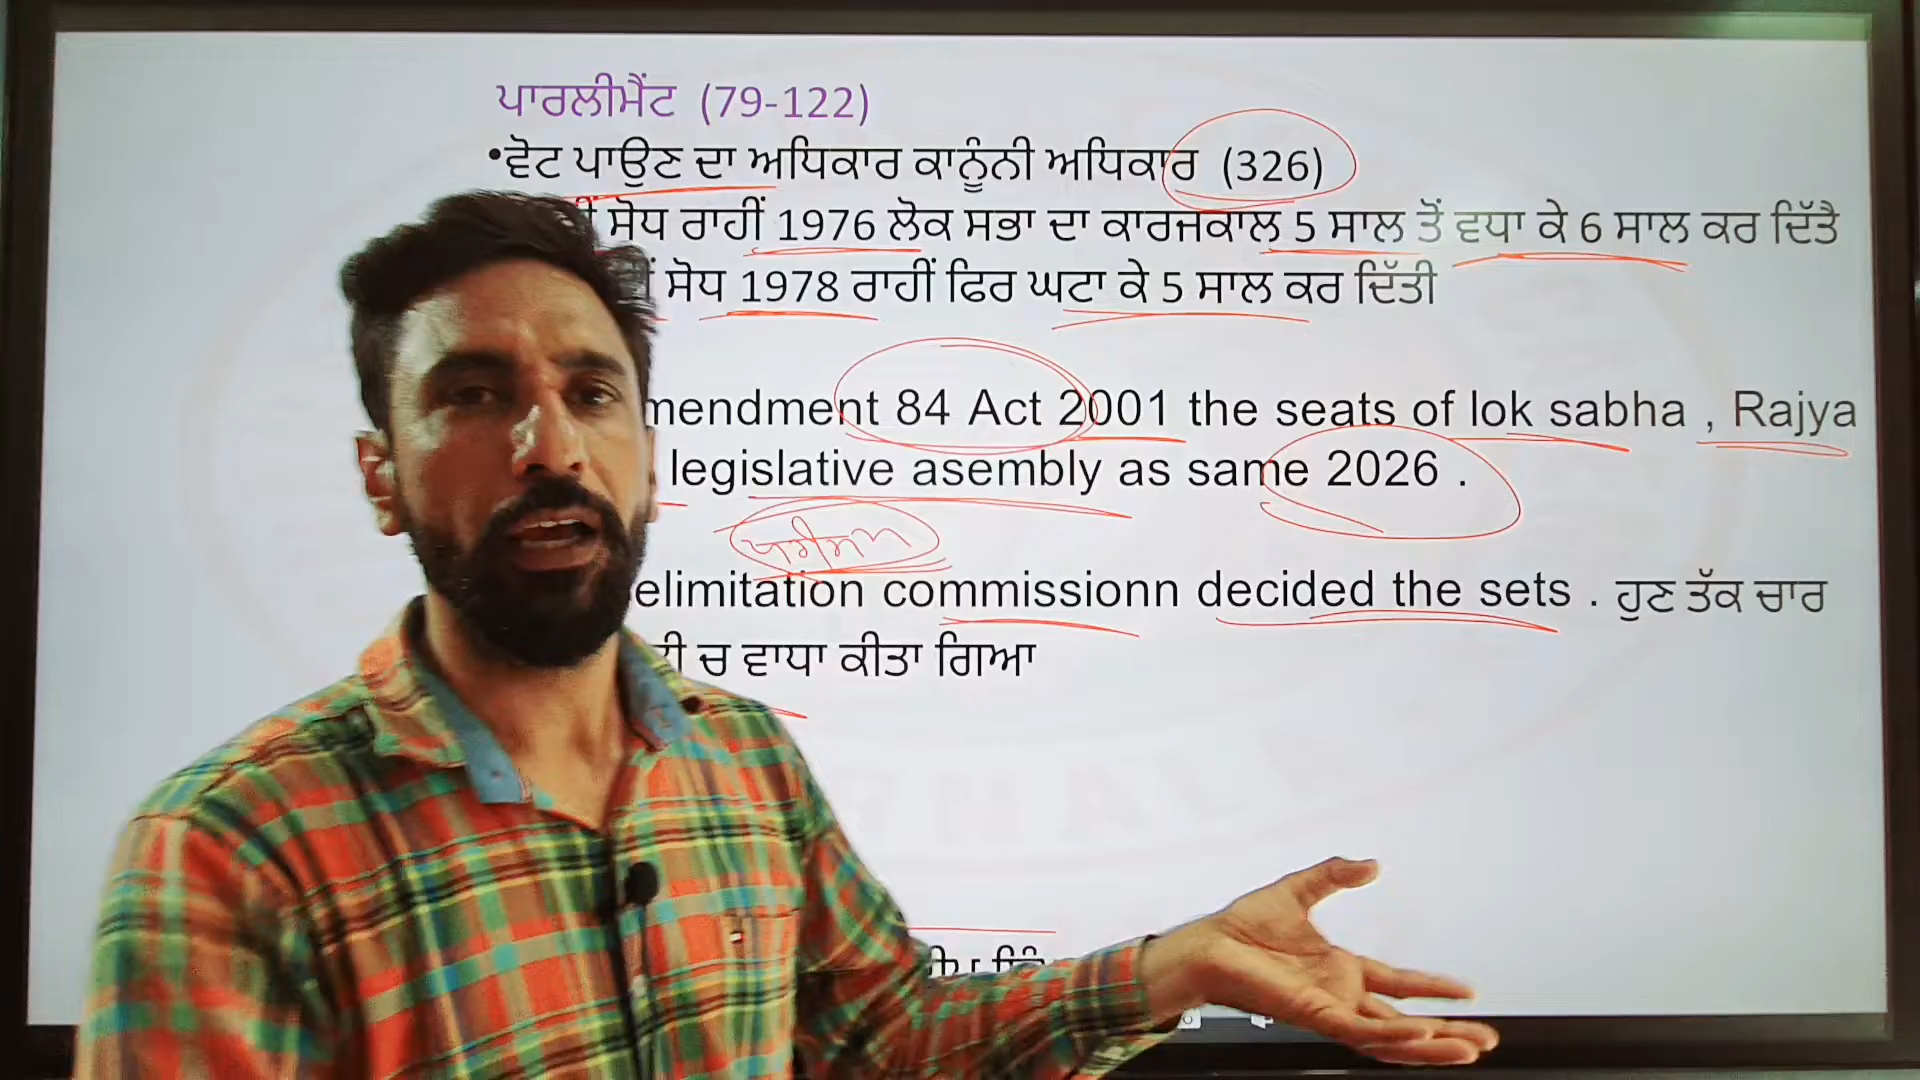 ਪਾਰਲੀਮੈਂਟ (79-122)
•ਵੋਟ ਪਾਉਣ ਦਾ ਅਧਿਕਾਰ ਕਾਨੂੰਨੀ ਅਧਿਕਾਰ (326)
ਸੋਧ ਰਾਹੀਂ 1976 ਲੋਕ ਸਭਾ ਦਾ ਕਾਰਜਕਾਲ 5 ਸਾਲ ਤੋਂ ਵਧਾ ਕੇ 6 ਸਾਲ ਕਰ ਦਿੱਤੈ
ਸੋਧ 1978 ਰਾਹੀਂ ਫਿਰ ਘਟਾ ਕੇ 5 ਸਾਲ ਕਰ ਦਿੱਤੀ
mendment 84 Act 2001 the seats of lok sabha , Rajya
legislative asembly as same 2026 .
elimitation commissionn decided the sets . ਹੁਣ ਤੱਕ ਚਾਰ
ਚ ਵਾਧਾ ਕੀਤਾ ਗਿਆ